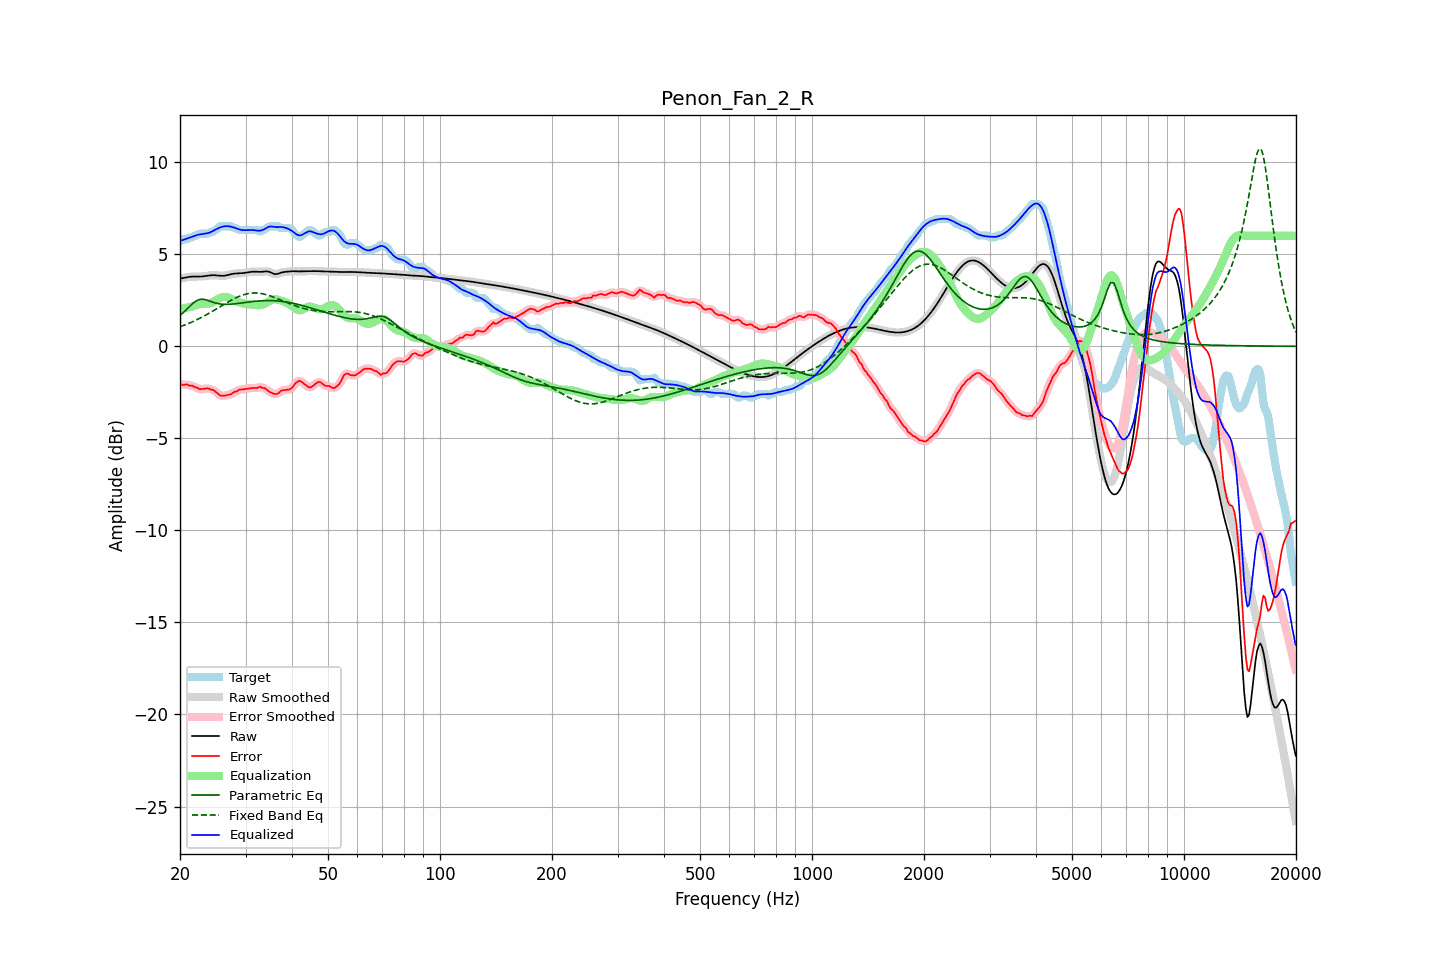 Penon_Fan_2_R
Amplitude (dBr)
10
5
0
−5
−10
−15
−20
−25
Target
Raw Smoothed
Error Smoothed
Raw
Error
Equalization
Parametric Eq
Fixed Band Eq
Equalized
20 50 100 200 500 1000 2000 5000 10000 20000
Frequency (Hz)